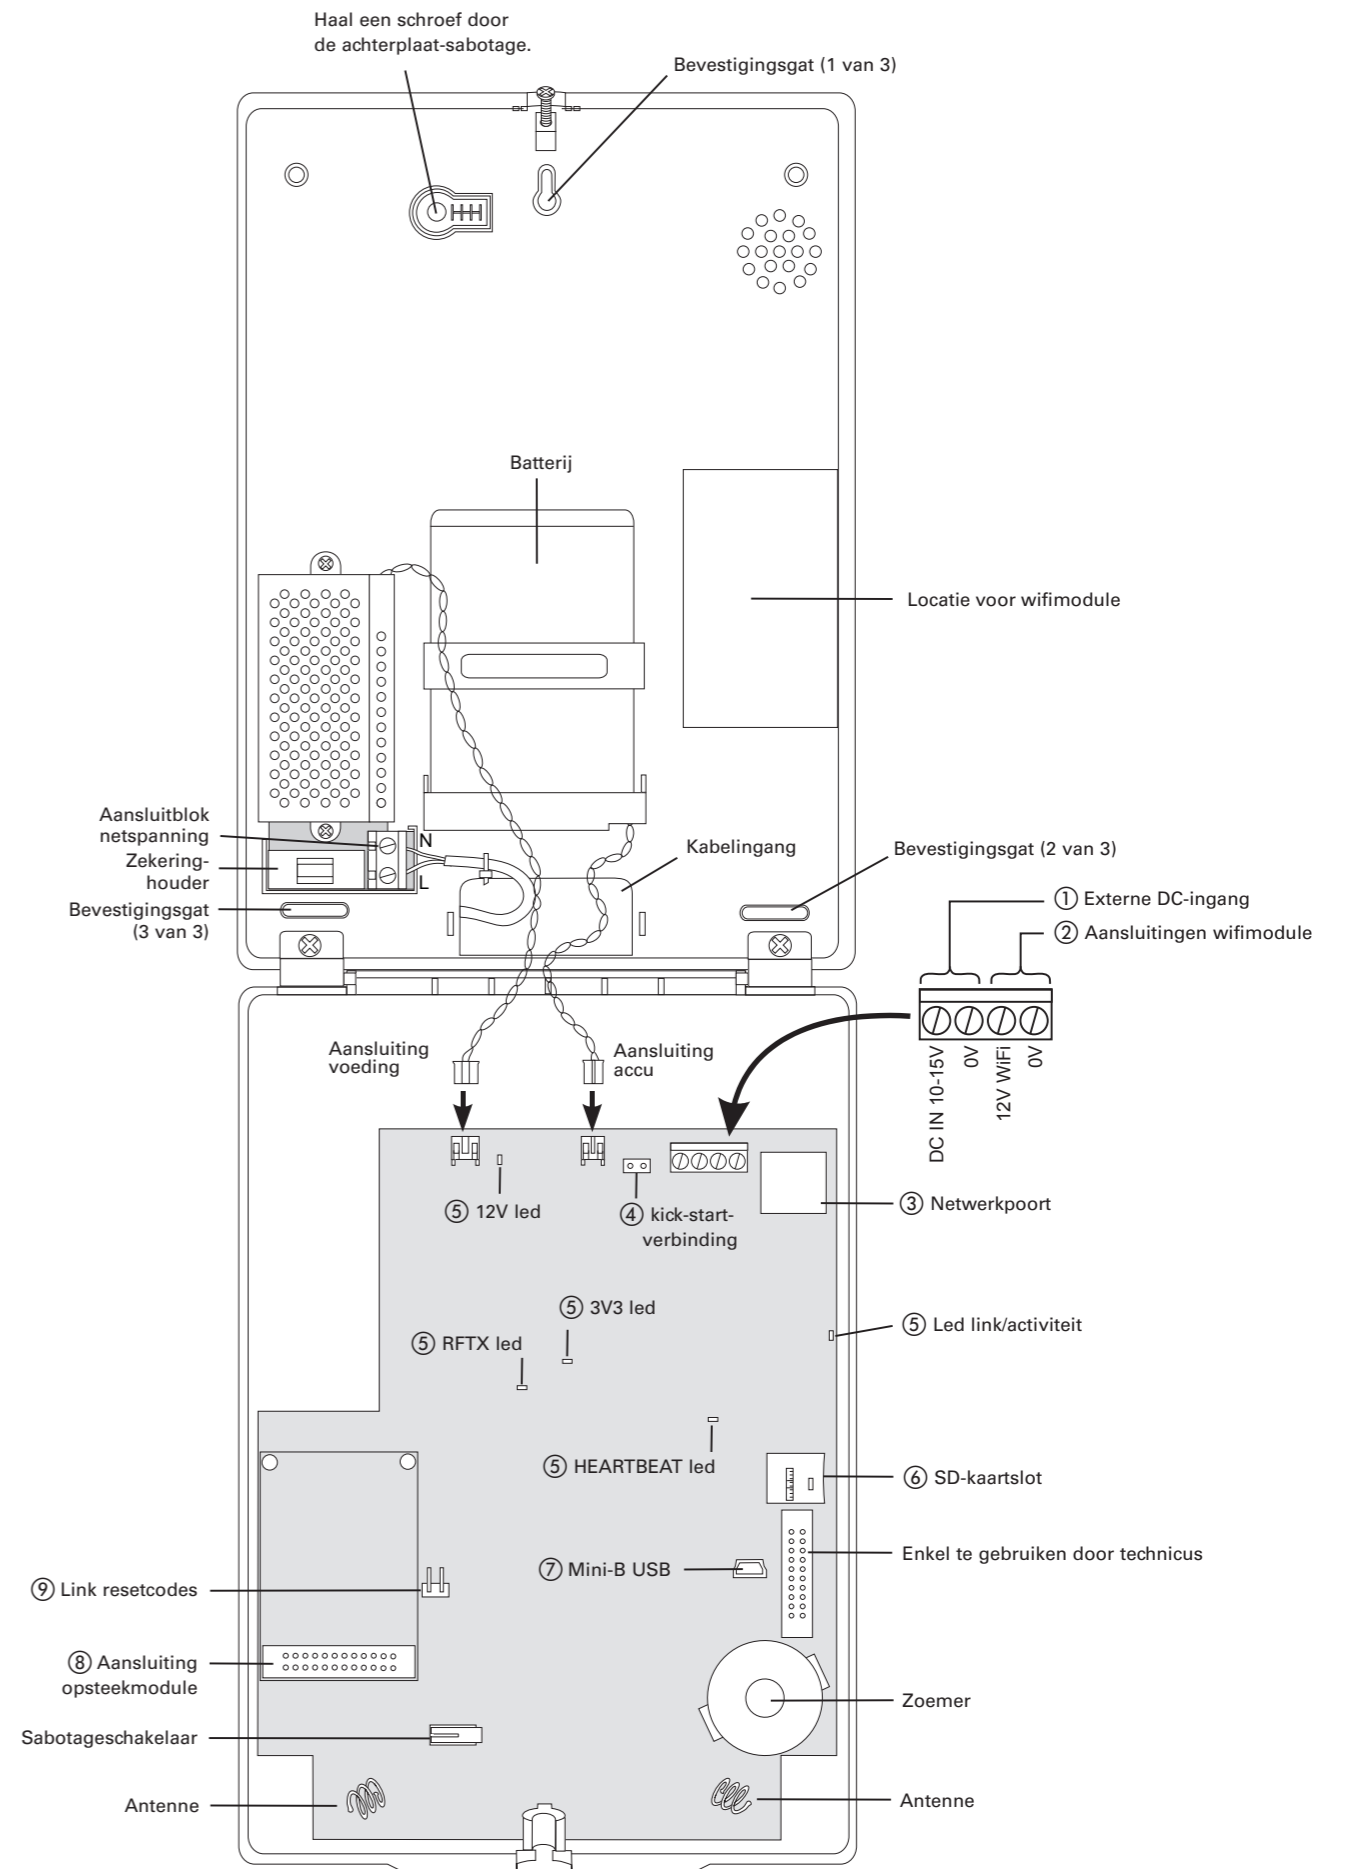 Haal een schroef door
de achterplaat-sabotage.
Bevestigingsgat (1 van 3)
Batterij
Locatie voor wifimodule
Aansluitblok
netspanning
N
Zekering-
houder
L
Kabelingang
Bevestigingsgat (2 van 3)
Bevestigingsgat
(3 van 3)
① Externe DC-ingang
② Aansluitingen wifimodule
DC IN 10-15V
0V
12V WiFi
0V
Aansluiting
voeding
Aansluiting
accu
⑤ 12V led
④ kick-start-
verbinding
③ Netwerkpoort
⑤ 3V3 led
⑤ RFTX led
⑤ Led link/activiteit
⑤ HEARTBEAT led
⑥ SD-kaartslot
Enkel te gebruiken door technicus
⑦ Mini-B USB
⑨ Link resetcodes
⑧ Aansluiting
opsteekmodule
Zoemer
Sabotageschakelaar
Antenne
Antenne